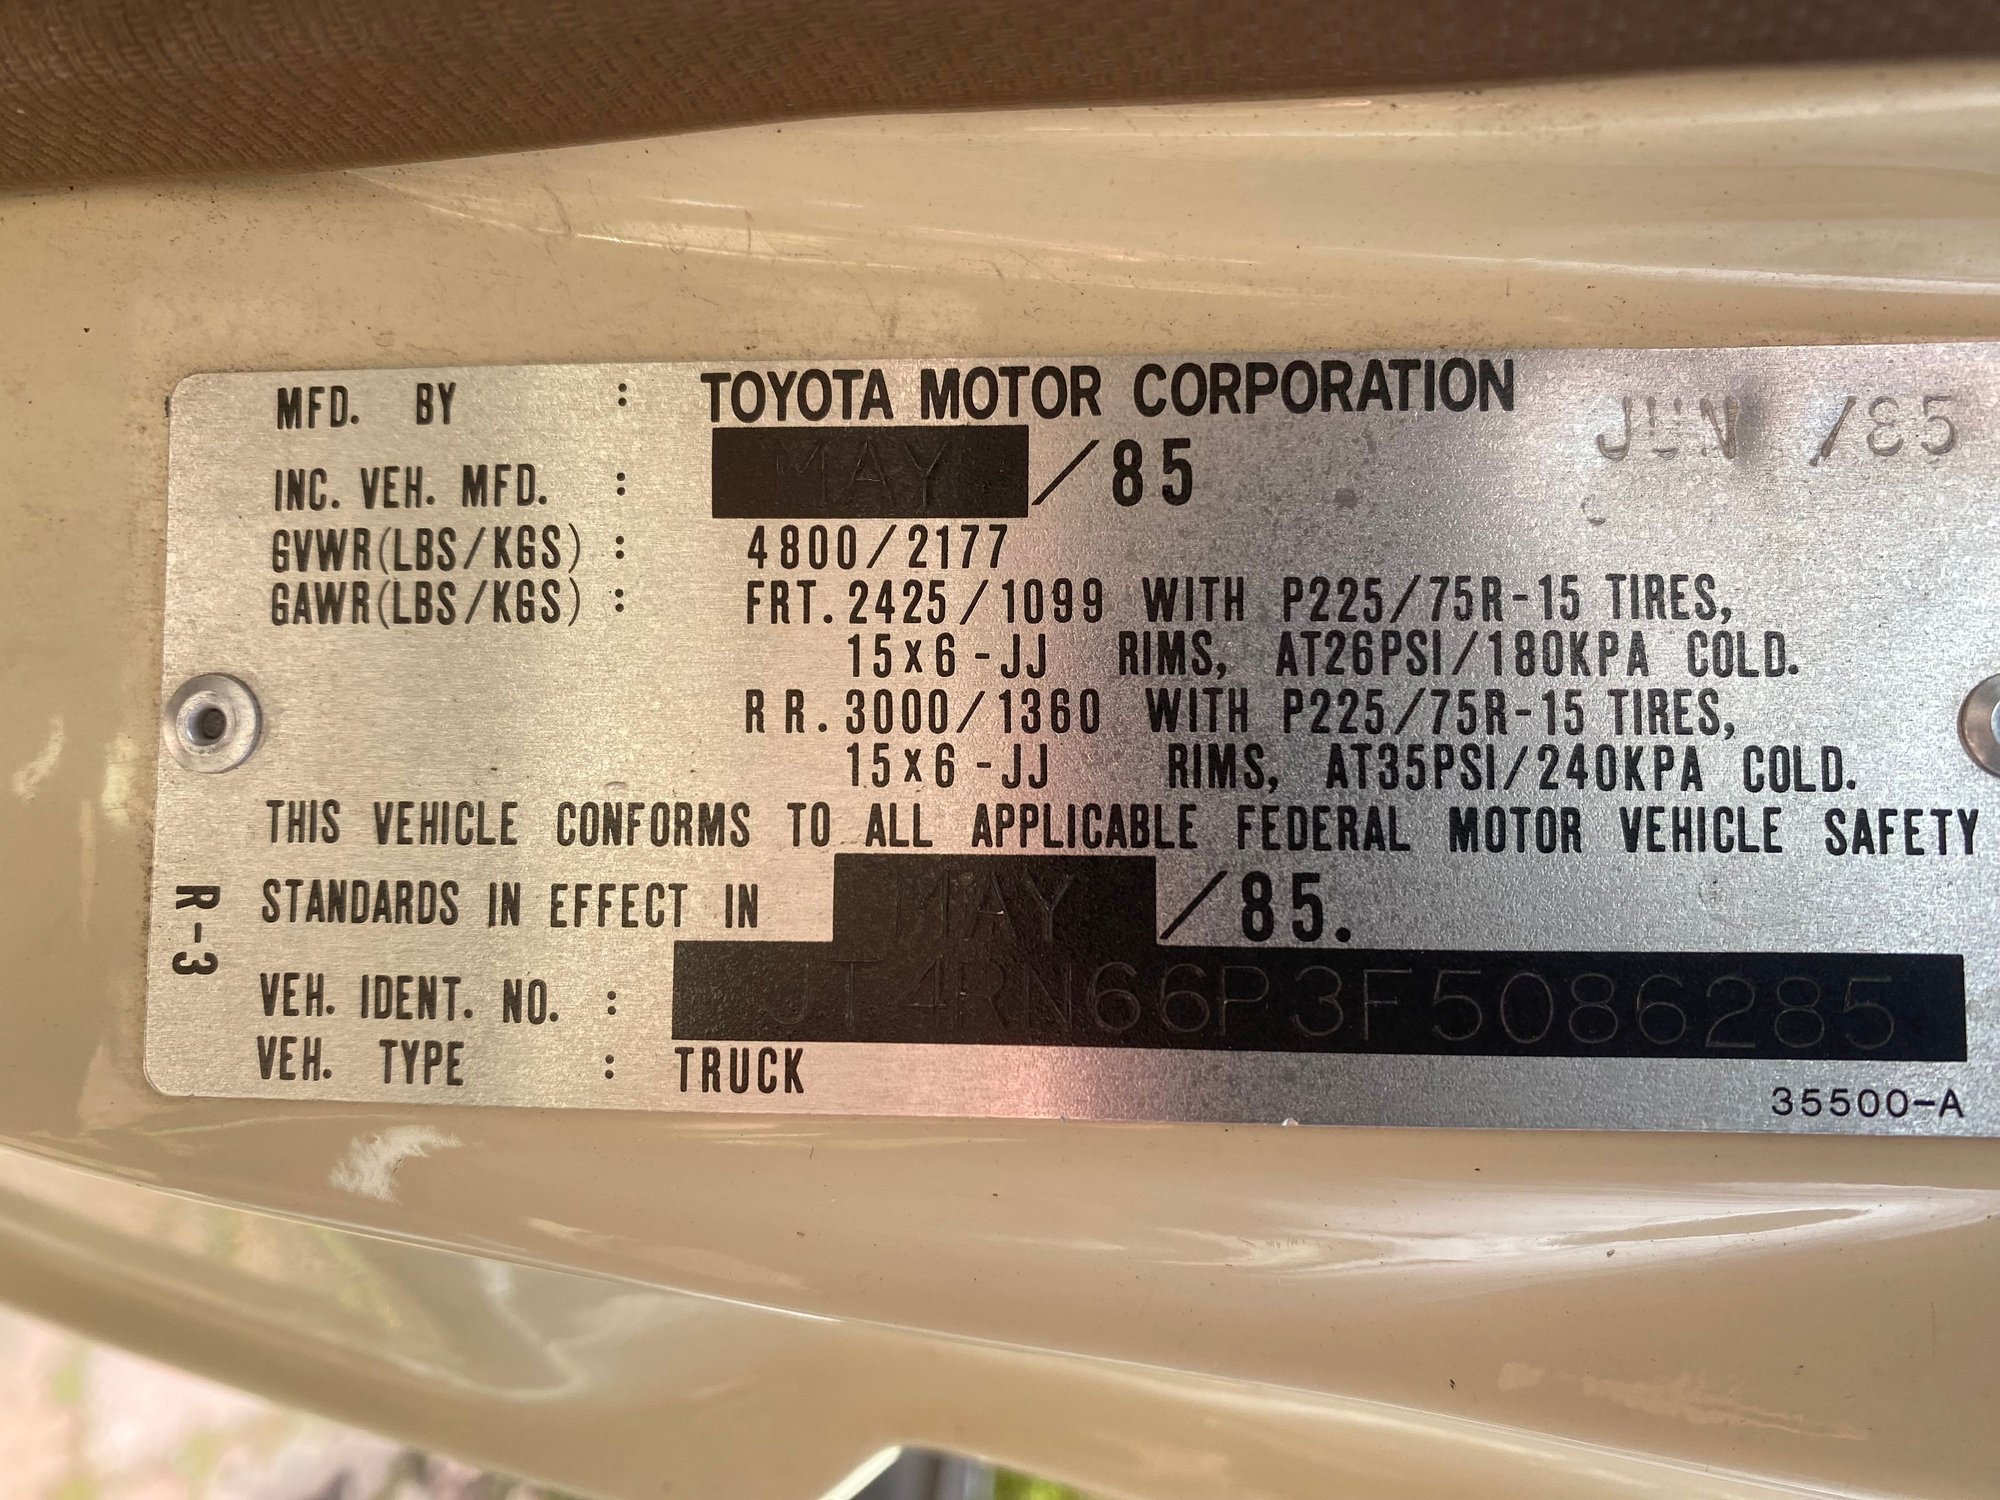 MFD. BY : TOYOTA MOTOR CORPORATION
JUN /85
INC. VEH. MFD. : MAY /85
GVWR(LBS/KGS) : 4800/2177
GAWR(LBS/KGS) : FRT. 2425/1099 WITH P225/75R-15 TIRES,
15x6-JJ RIMS, AT26PSI/180KPA COLD.
RR. 3000/1360 WITH P225/75R-15 TIRES,
15x6-JJ RIMS, AT35PSI/240KPA COLD.
THIS VEHICLE CONFORMS TO ALL APPLICABLE FEDERAL MOTOR VEHICLE SAFETY
STANDARDS IN EFFECT IN MAY /85.
VEH. IDENT. NO. : JT4RN66P3F5086285
VEH. TYPE : TRUCK
35500-A
R-3